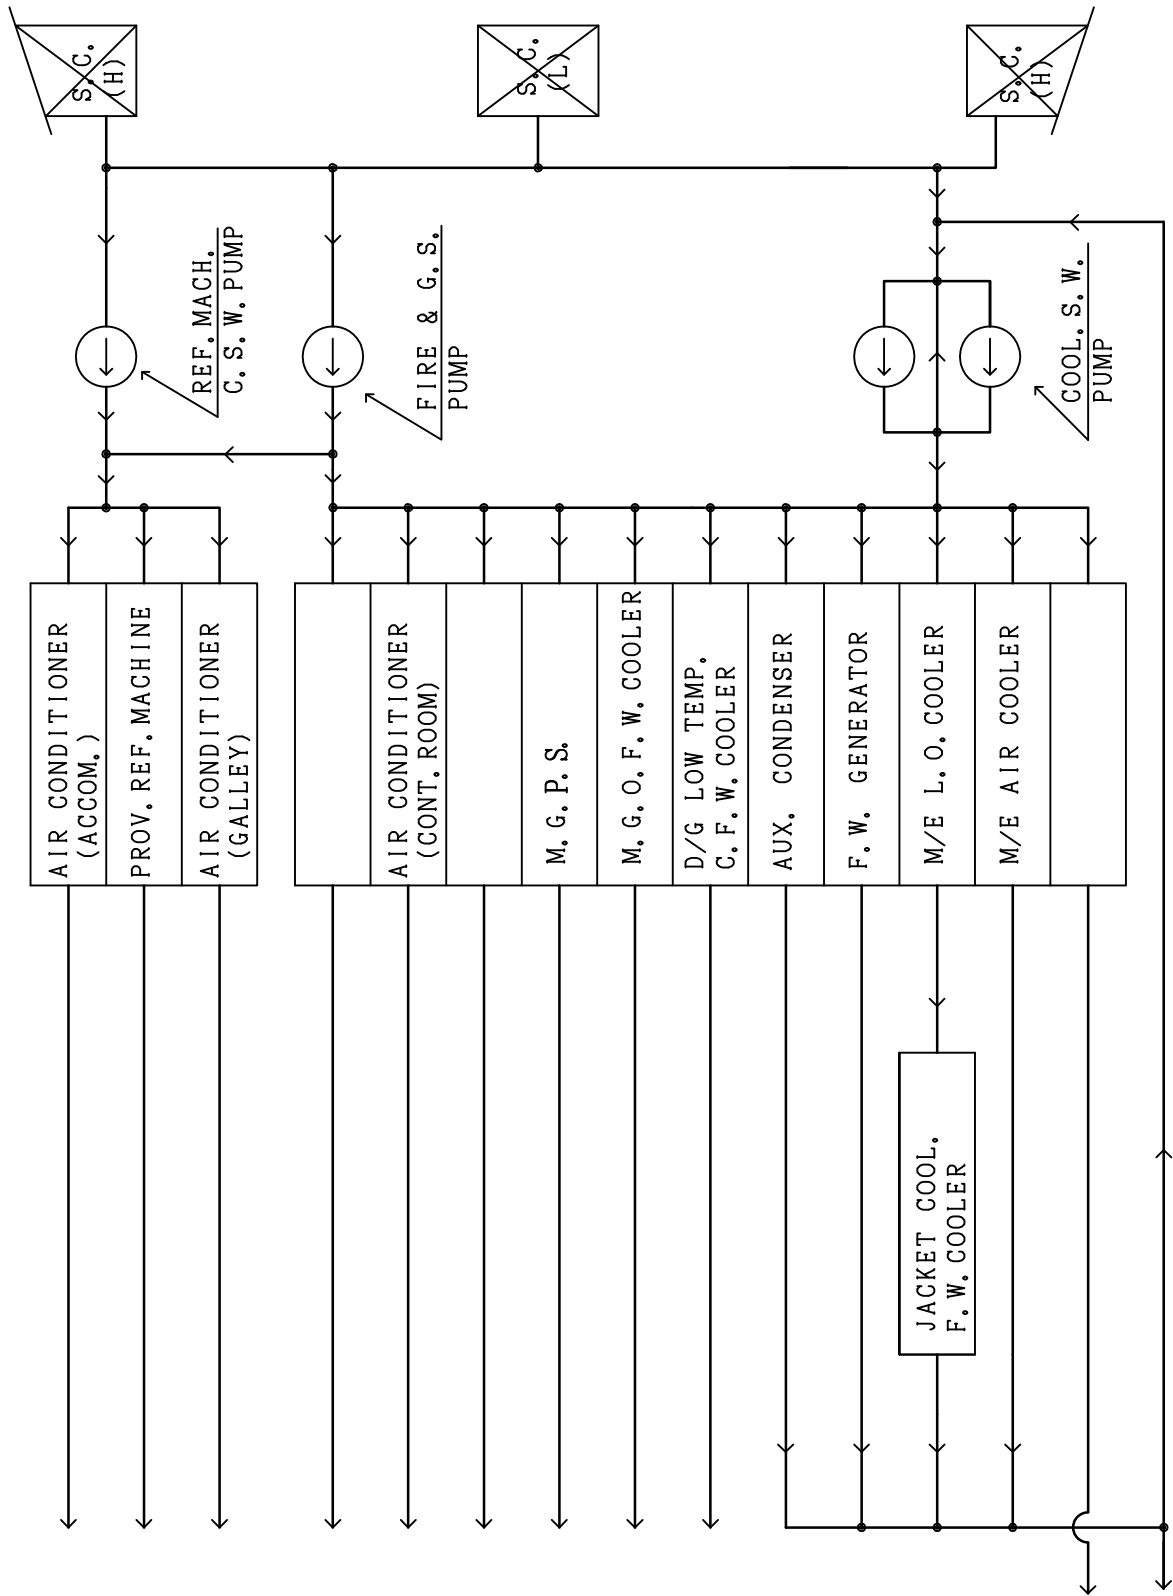 S. C.
(H)
S. C.
(L)
S. C.
(H)
REF. MACH.
C. S. W. PUMP
FIRE & G. S.
PUMP
COOL. S. W.
PUMP
AIR CONDITIONER
(ACCOM.)
PROV. REF. MACHINE
AIR CONDITIONER
(GALLEY)
AIR CONDITIONER
(CONT. ROOM)
M. G. P. S.
M. G. O. F. W. COOLER
D/G LOW TEMP.
C. F. W. COOLER
AUX. CONDENSER
F. W. GENERATOR
M/E L. O. COOLER
M/E AIR COOLER
JACKET COOL.
F. W. COOLER